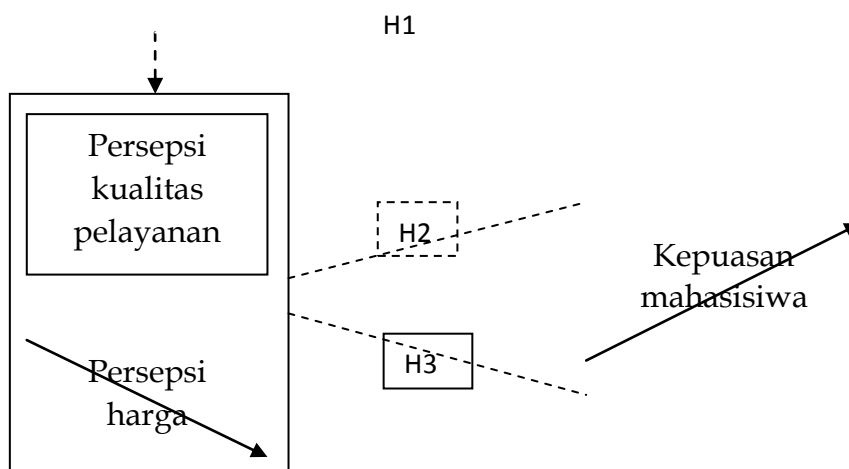 H1
Persepsi
kualitas
pelayanan
H2
Kepuasan
mahasisiwa
H3
Persepsi
harga